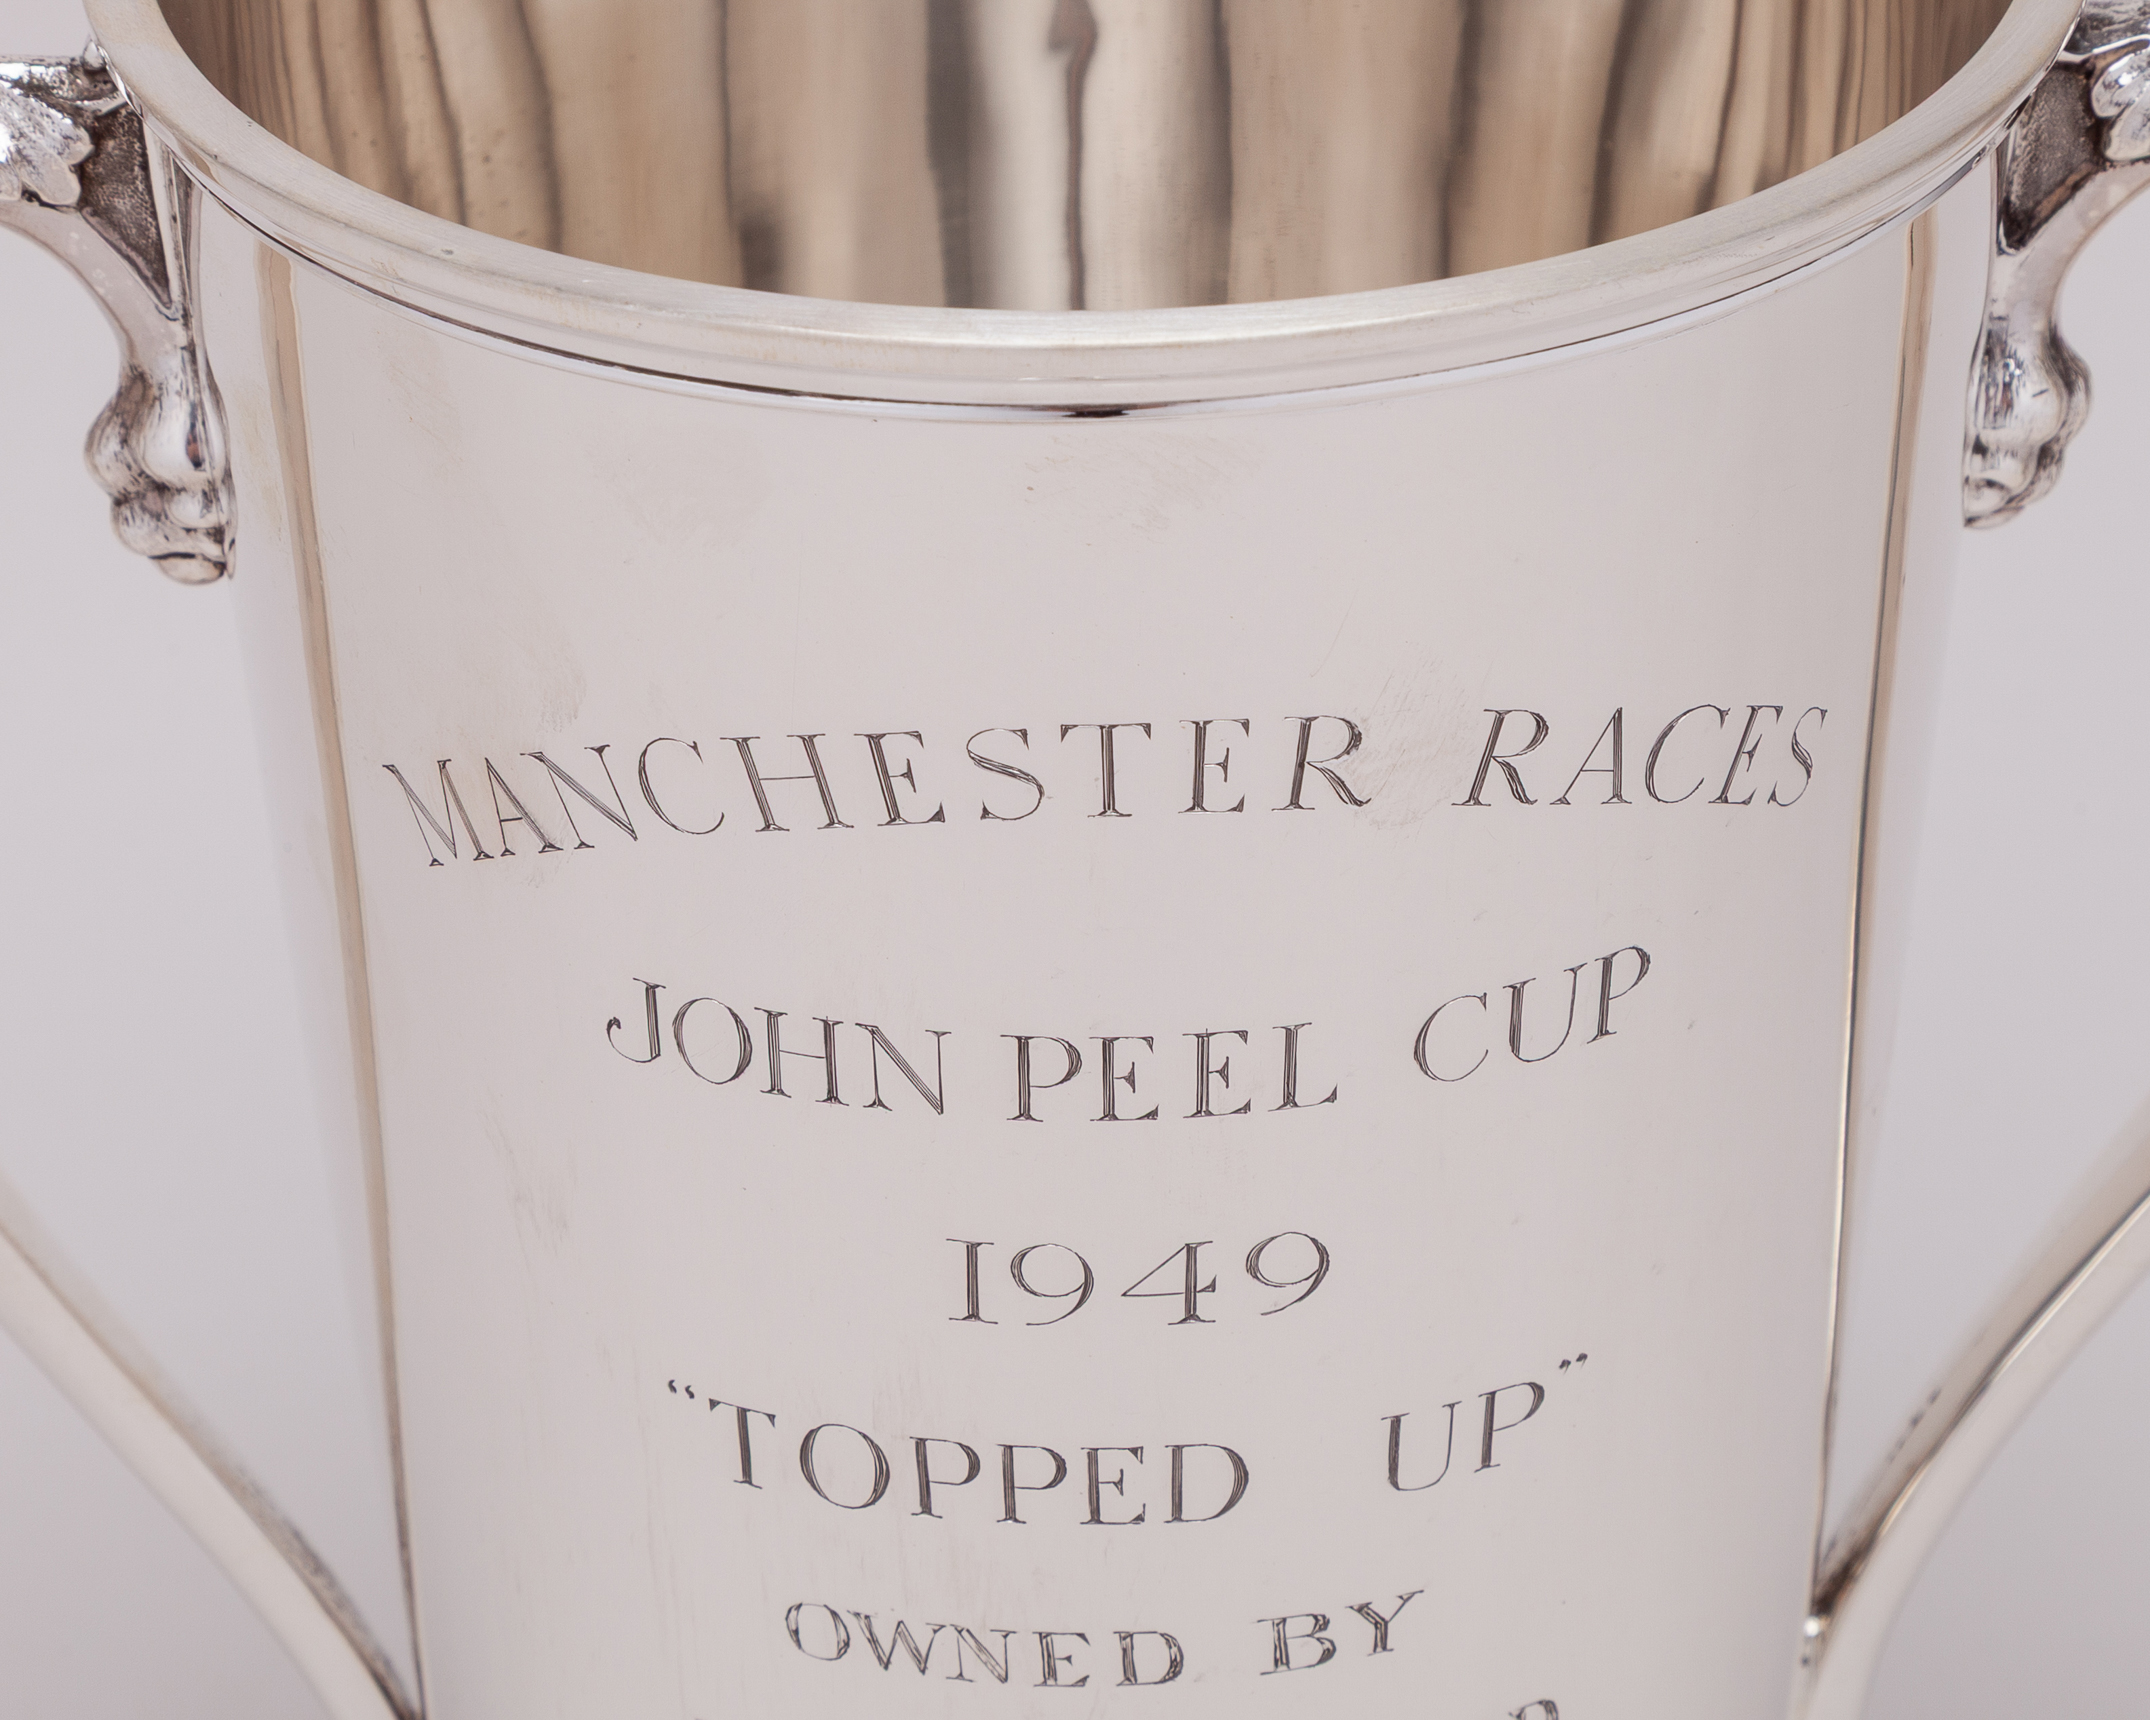 MANCHESTER RACES
JOHN PEEL CUP
1949
“TOPPED UP”
OWNED BY